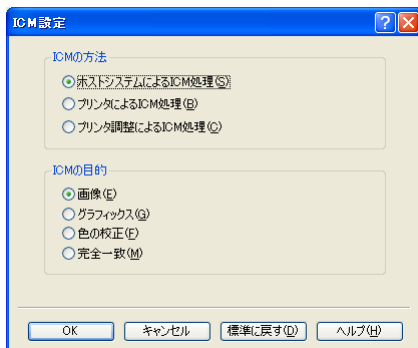 ICM設定
ICMの方法
ホストシステムによるICM処理(S)
プリンタによるICM処理(B)
プリンタ調整によるICM処理(C)
ICMの目的
画像(E)
グラフィックス(G)
色の校正(F)
完全一致(M)
OK キャンセル 標準に戻す(D) ヘルプ(H)